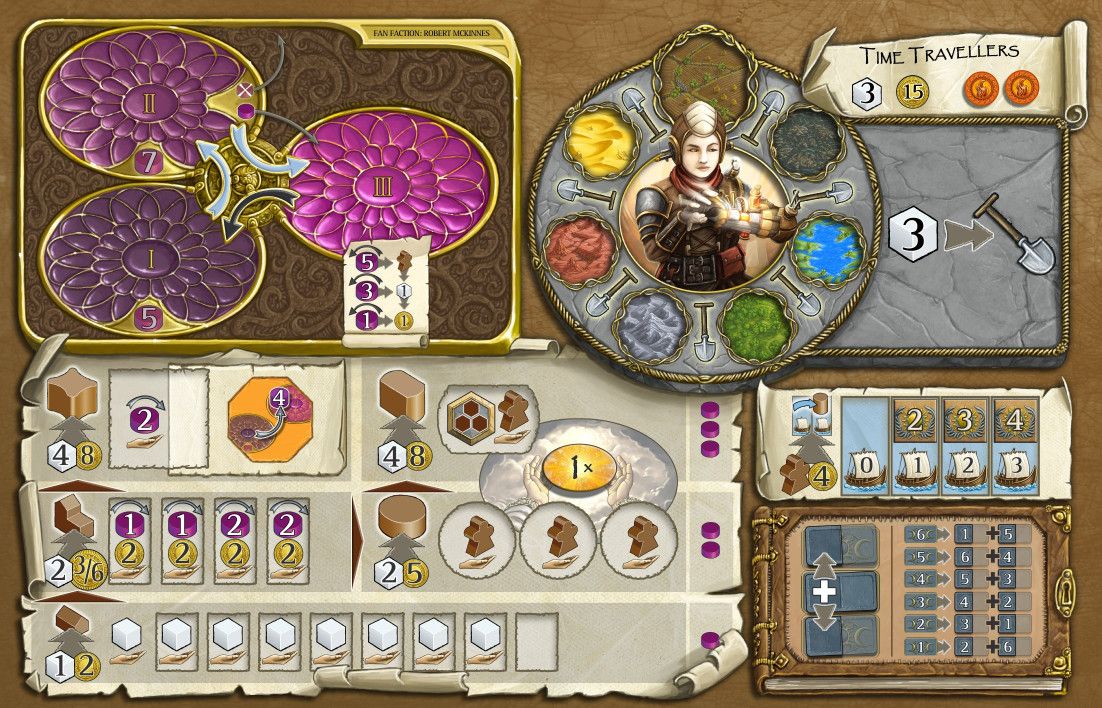 FAN FACTION: ROBERT MCKINNES
TIME TRAVELLERS
3 15
II
7
III
I
5
5
3 1
1 1
3
4 8
2
4
4 8
1x
2 3/6
1 1 2 2
2 2 2 2
2 5
1 2
4
2 3 4
0 1 2 3
6 1 +5
5 6 +4
4 5 +3
3 4 +2
2 3 +1
1 2 +6
+